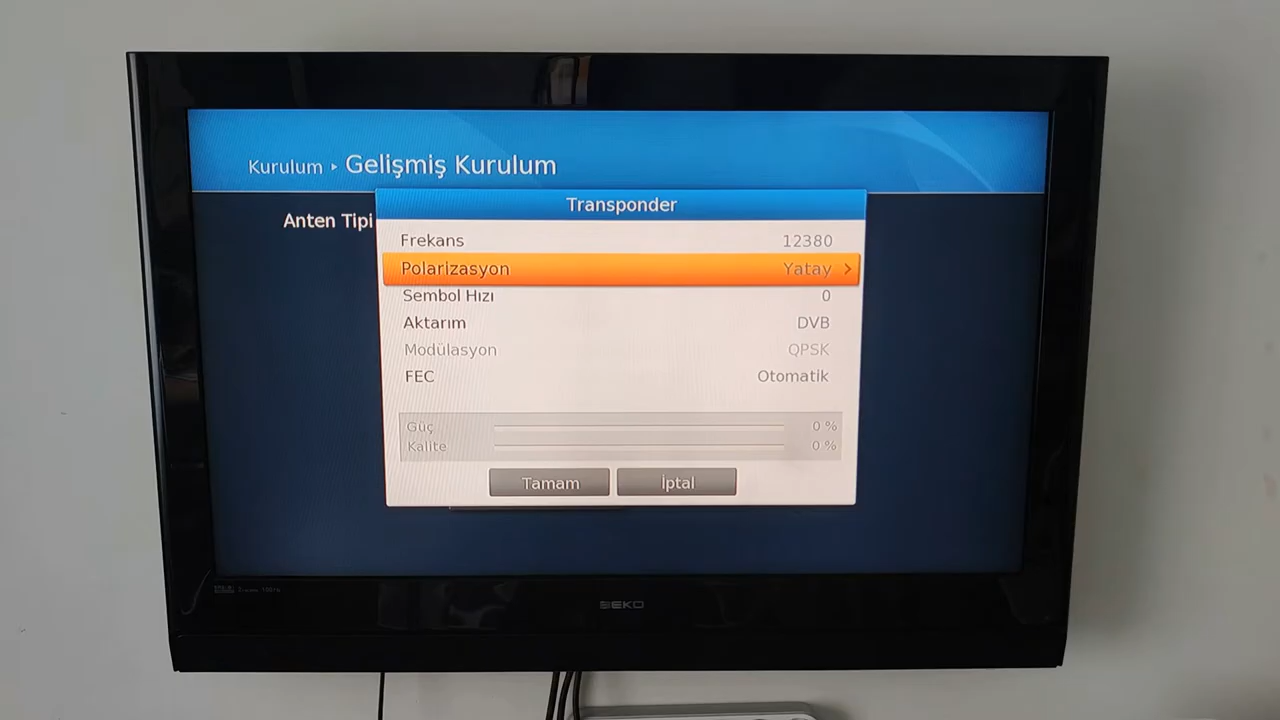 Kurulum ▸ Gelişmiş Kurulum
Anten Tipi
Transponder
Frekans 12380
Polarizasyon Yatay >
Sembol Hızı 0
Aktarım DVB
Modülasyon QPSK
FEC Otomatik
Güç 0 %
Kalite 0 %
Tamam İptal
BEKO